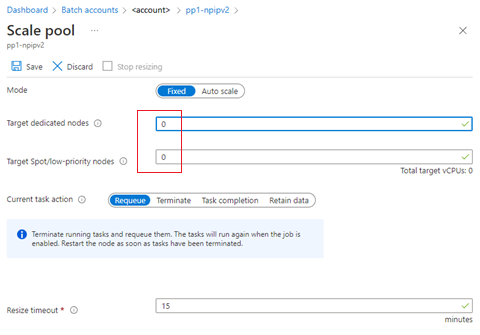 Dashboard > Batch accounts > <account> > pp1-npipv2 >
Scale pool ...
pp1-npipv2
Save Discard Stop resizing
Mode Fixed Auto scale
Target dedicated nodes 0
Target Spot/low-priority nodes 0
Total target vCPUs: 0
Current task action Requeue Terminate Task completion Retain data
Terminate running tasks and requeue them. The tasks will run again when the job is
enabled. Restart the node as soon as tasks have been terminated.
Resize timeout * 15
minutes